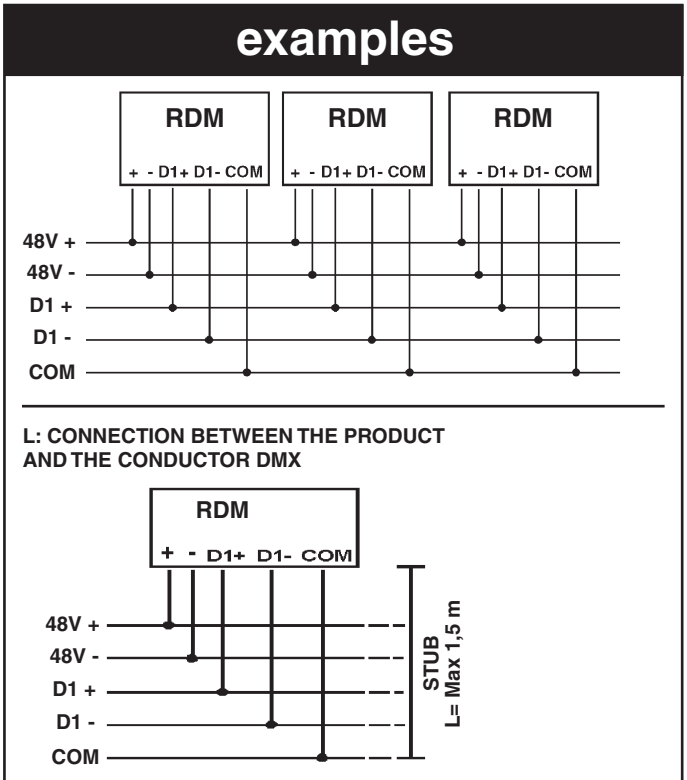 examples
RDM RDM RDM
+ - D1+ D1- COM + - D1+ D1- COM + - D1+ D1- COM
48V +
48V -
D1 +
D1 -
COM
L: CONNECTION BETWEEN THE PRODUCT
AND THE CONDUCTOR DMX
RDM
+ - D1+ D1- COM
48V +
48V -
D1 +
D1 -
COM
STUB
L= Max 1,5 m